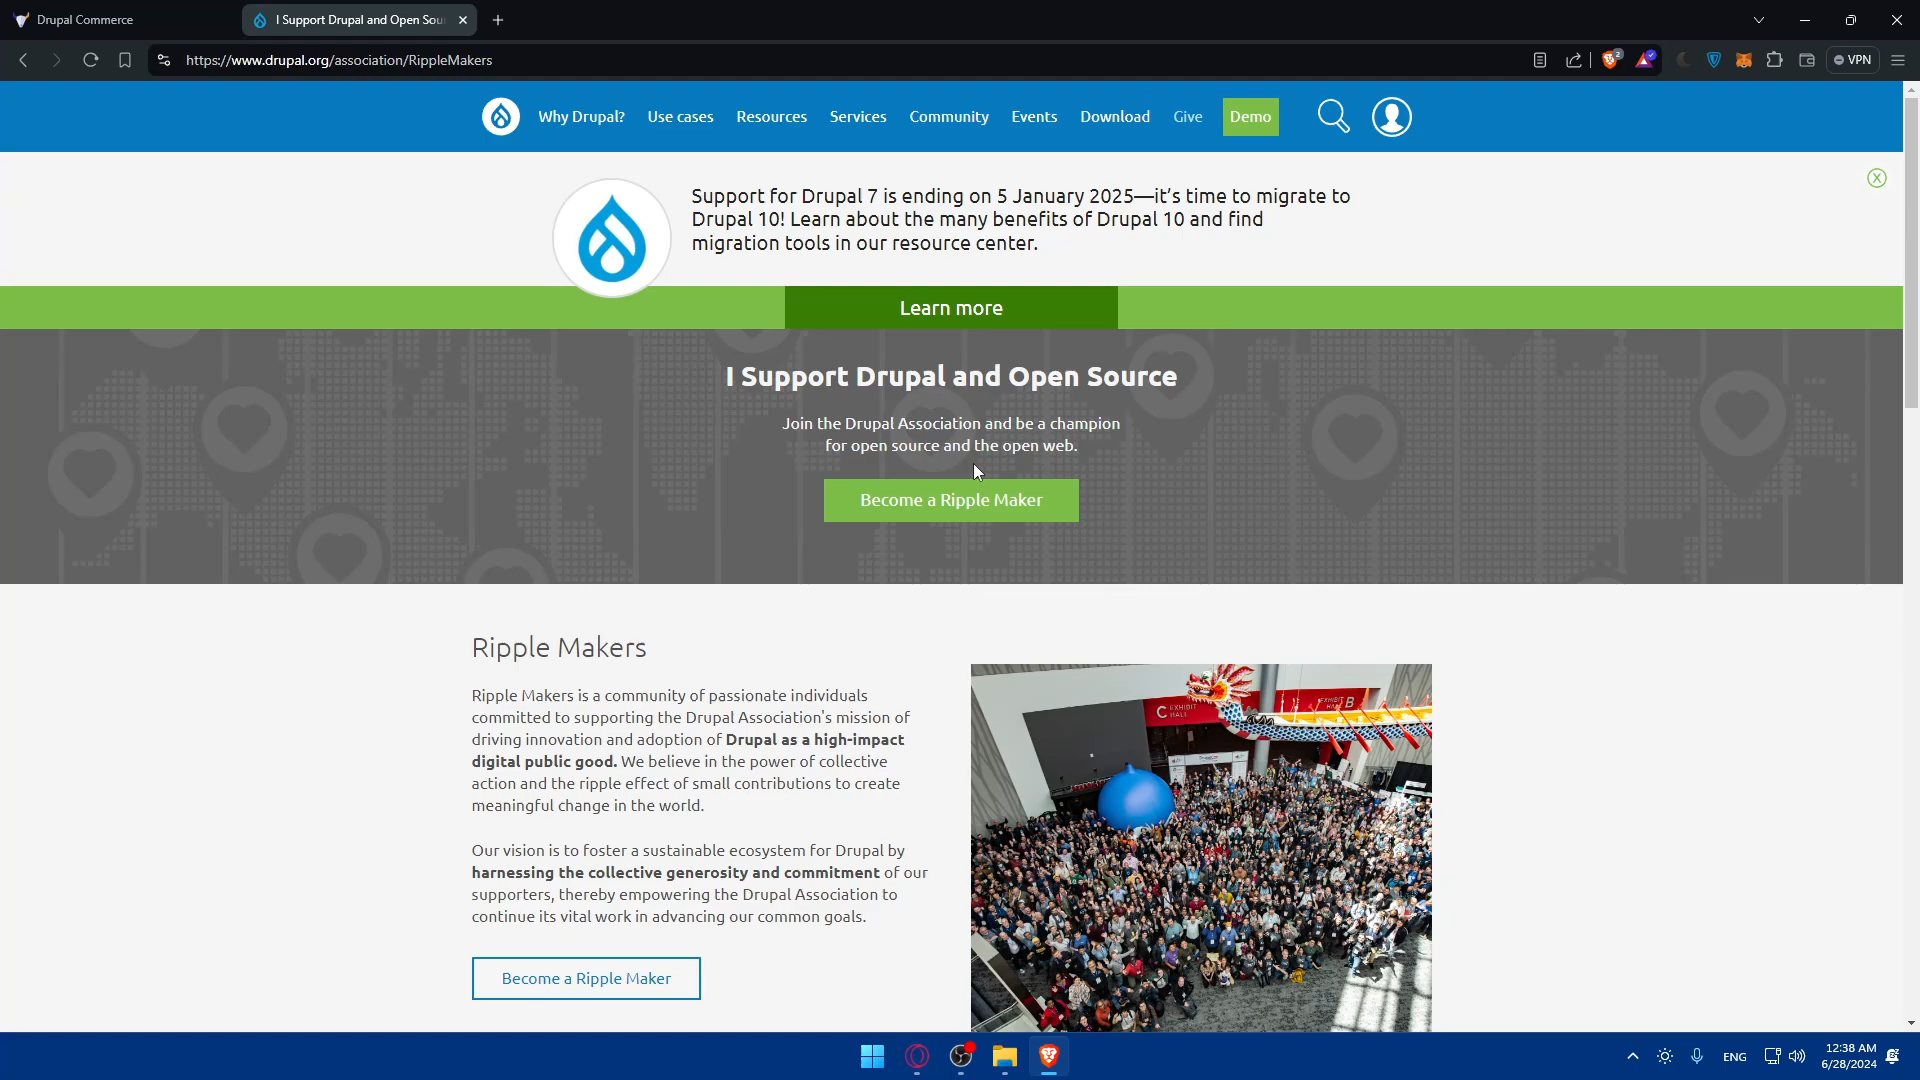 Drupal Commerce
I Support Drupal and Open Sour
https://www.drupal.org/association/RippleMakers
2
VPN
Why Drupal?
Use cases
Resources
Services
Community
Events
Download
Give
Demo
Support for Drupal 7 is ending on 5 January 2025—it’s time to migrate to
Drupal 10! Learn about the many benefits of Drupal 10 and find
migration tools in our resource center.
Learn more
I Support Drupal and Open Source
Join the Drupal Association and be a champion
for open source and the open web.
Become a Ripple Maker
Ripple Makers
Ripple Makers is a community of passionate individuals
committed to supporting the Drupal Association's mission of
driving innovation and adoption of Drupal as a high-impact
digital public good. We believe in the power of collective
action and the ripple effect of small contributions to create
meaningful change in the world.
Our vision is to foster a sustainable ecosystem for Drupal by
harnessing the collective generosity and commitment of our
supporters, thereby empowering the Drupal Association to
continue its vital work in advancing our common goals.
Become a Ripple Maker
C EXHIBIT HALL
EXHIBIT HALL B
ENG
12:38 AM
6/28/2024